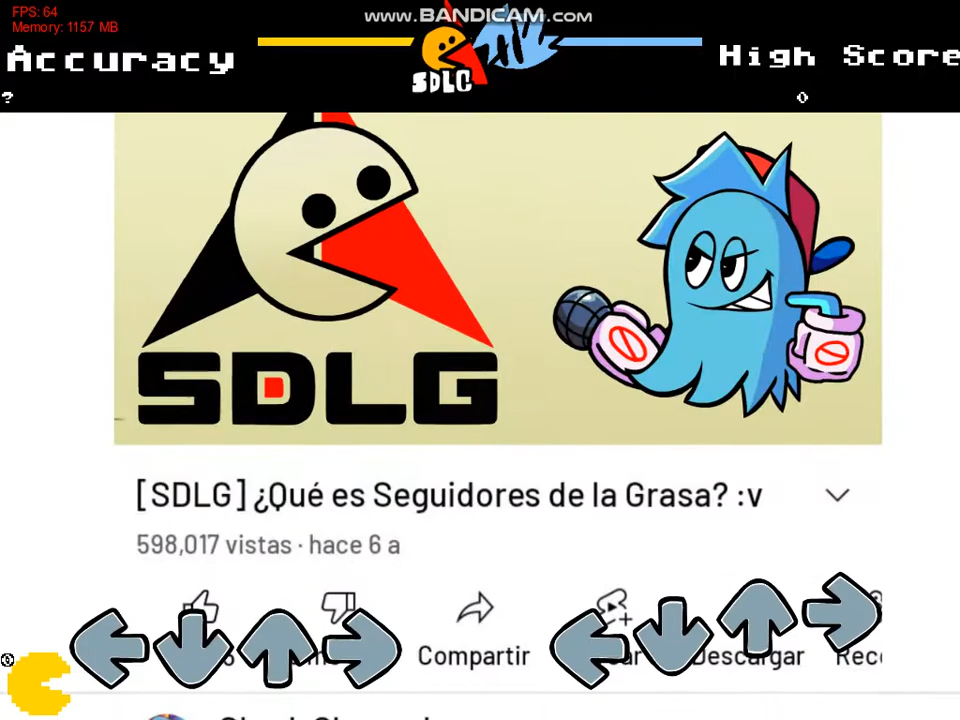 FPS: 64
Memory: 1157 MB
www.BANDICAM.com
Accuracy
High Score
SDLG
?
0
SDLG
[SDLG] ¿Qué es Seguidores de la Grasa? :v
598,017 vistas · hace 6 a
Compartir
Descargar
0